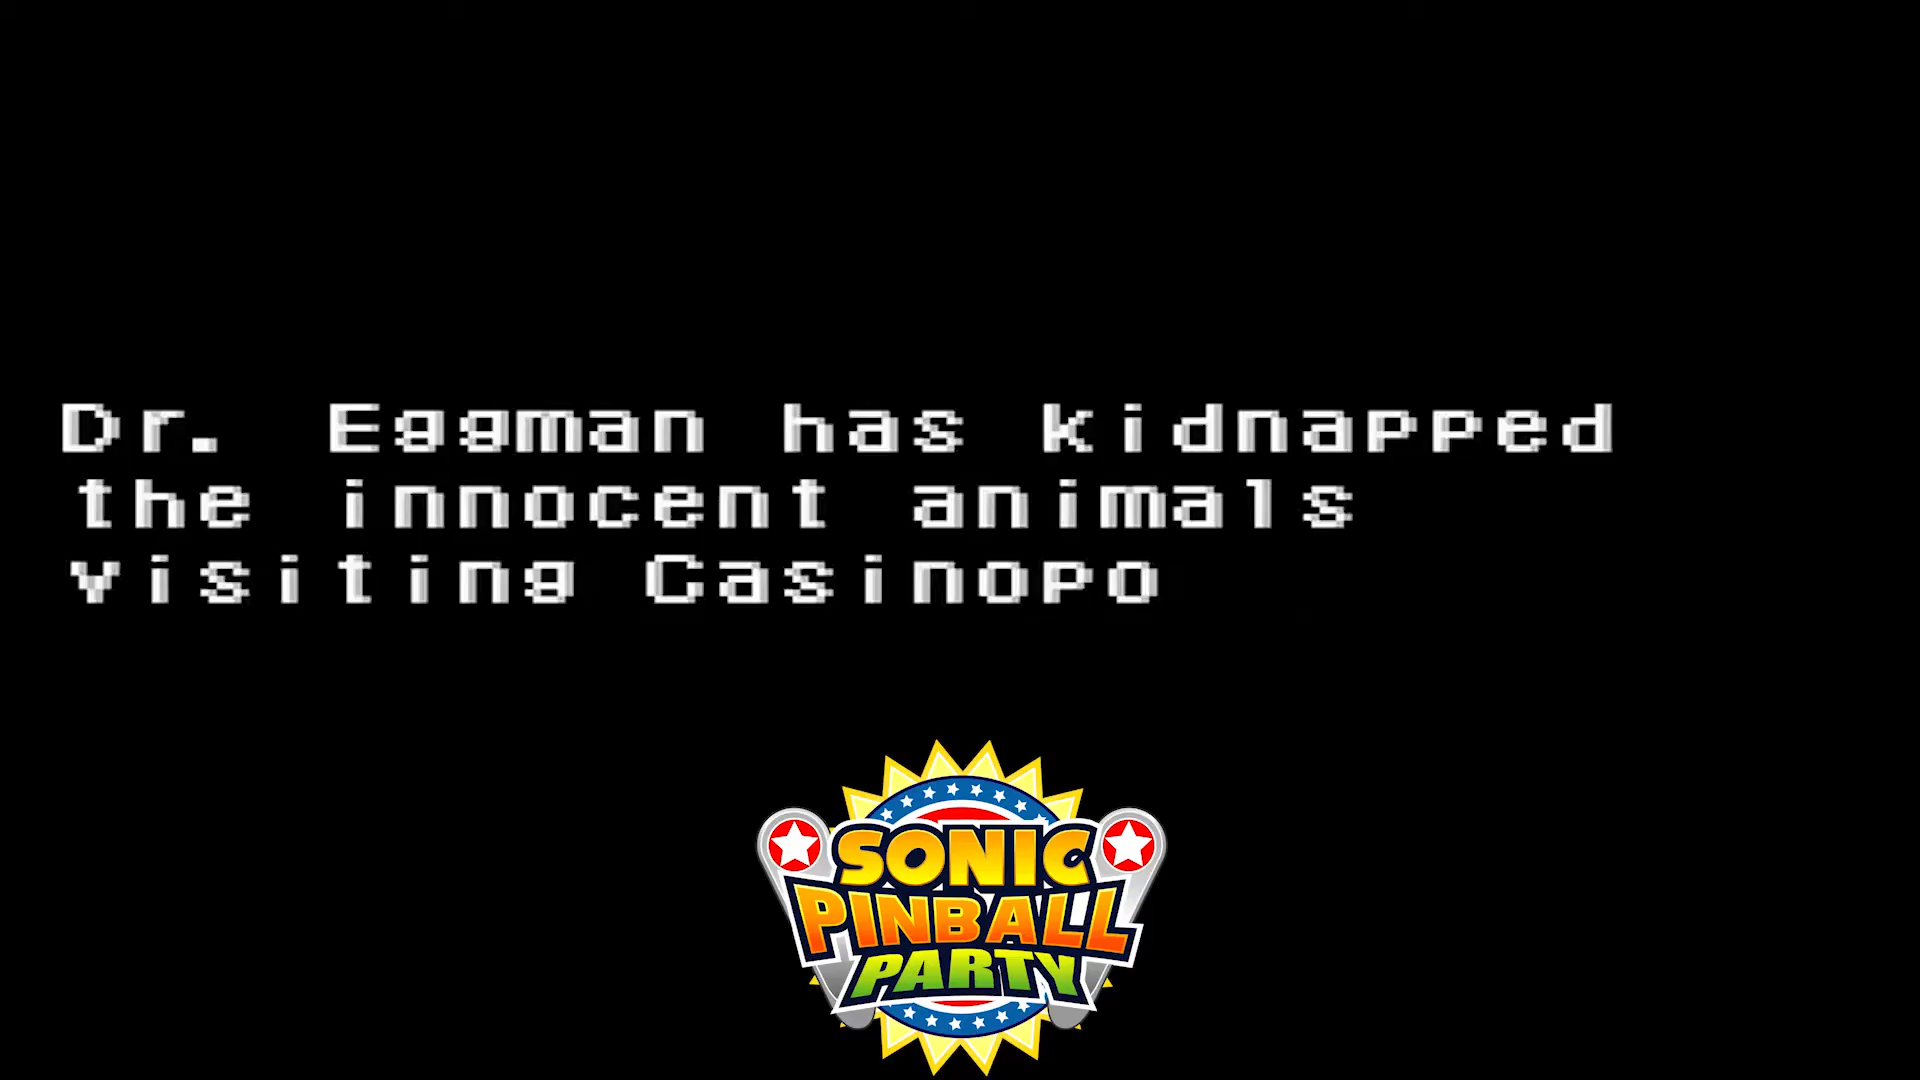 Dr. Eggman has kidnapped
the innocent animals
visiting Casinopo
SONIC
PINBALL
PARTY